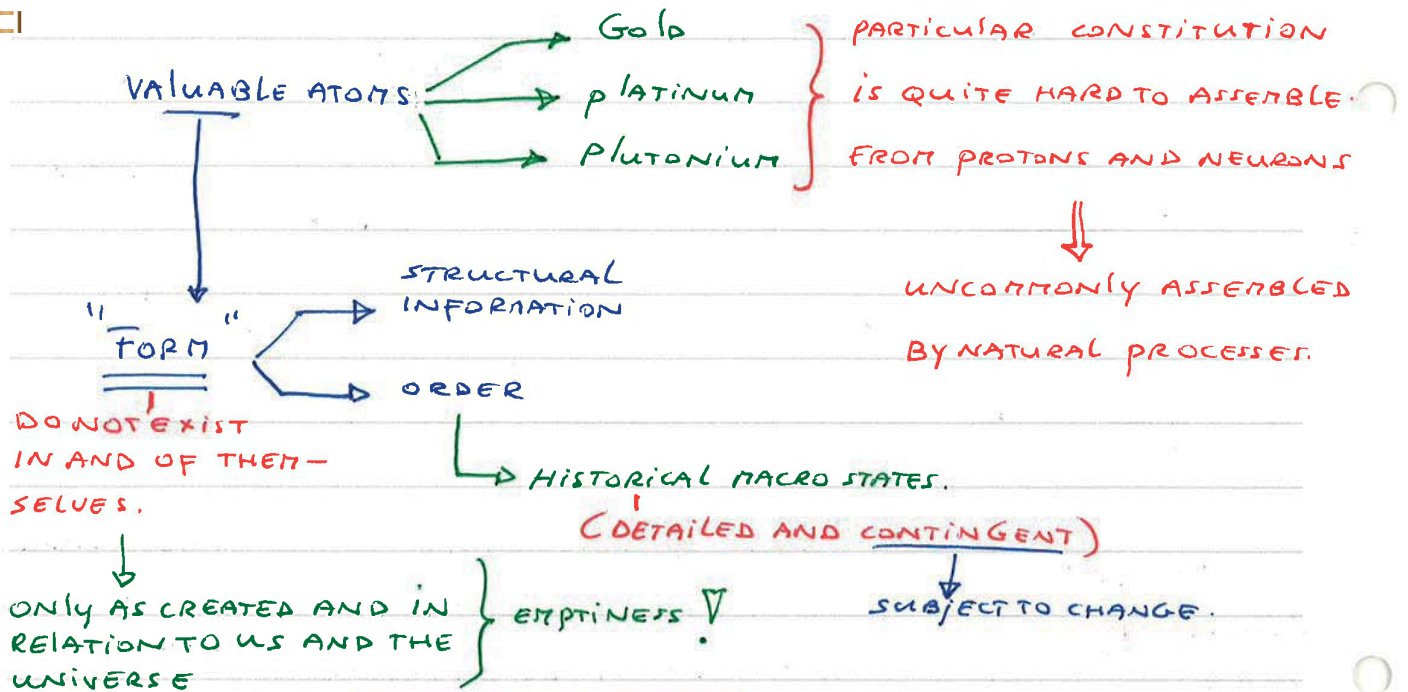 VALUABLE ATOMS:
Gold
PLATINUM
PLUTONIUM
PARTICULAR CONSTITUTION
IS QUITE HARD TO ASSEMBLE.
FROM PROTONS AND NEURONS
UNCOMMONLY ASSEMBLED
BY NATURAL PROCESSES.
"FORM"
STRUCTURAL
INFORMATION
ORDER
DO NOT EXIST
IN AND OF THEM-
SELVES.
HISTORICAL MACRO STATES.
(DETAILED AND CONTINGENT)
SUBJECT TO CHANGE.
ONLY AS CREATED AND IN
RELATION TO US AND THE
UNIVERSE
EMPTINESS!